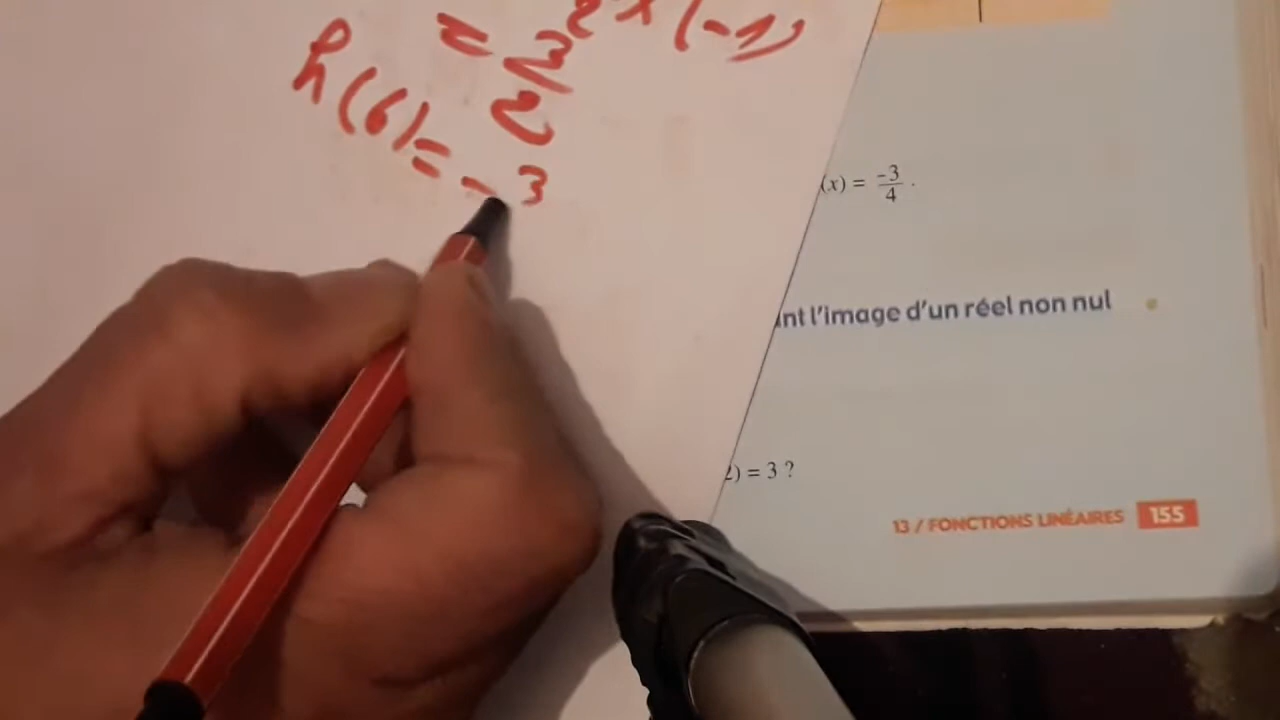 = 3/2 × (-1)
h(6) = - 3
(x) = -3/4 .
nt l'image d'un réel non nul
2) = 3 ?
13 / FONCTIONS LINÉAIRES 155